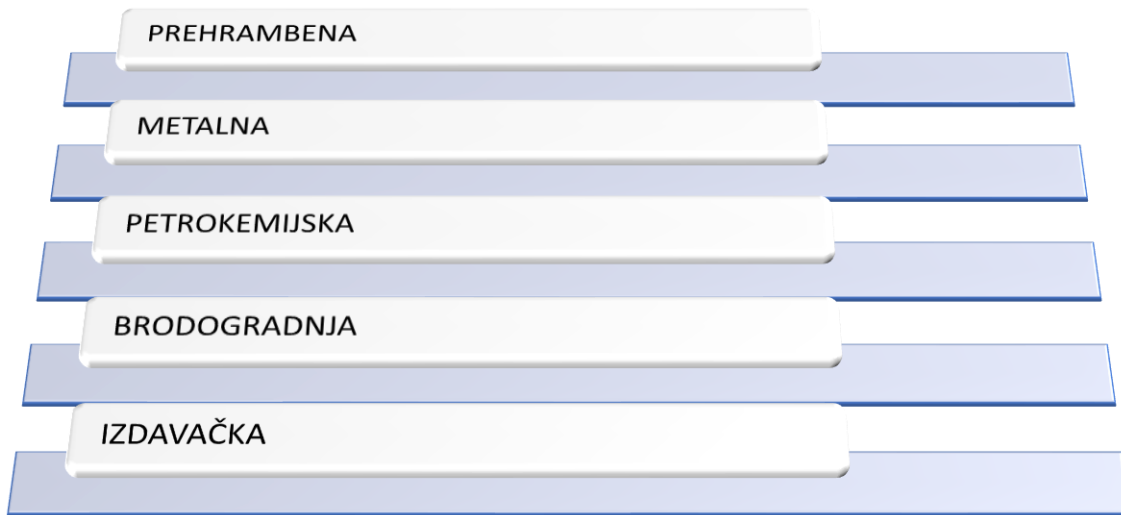 PREHRAMBENA
METALNA
PETROKEMIJSKA
BRODOGRADNJA
IZDAVAČKA